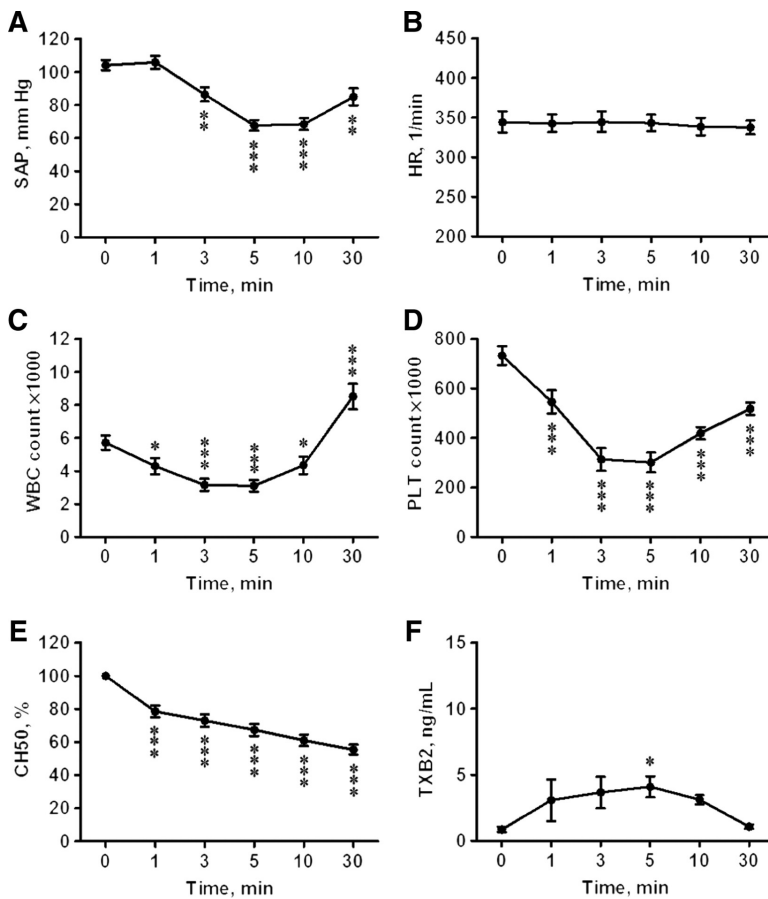 A
SAP, mm Hg
120
100
80
60
40
20
0
**
***
***
**
0 1 3 5 10 30
Time, min
B
HR, 1/min
450
400
350
300
250
200
0 1 3 5 10 30
Time, min
C
WBC count×1000
12
10
8
6
4
2
0
*
***
***
*
***
0 1 3 5 10 30
Time, min
D
PLT count×1000
800
600
400
200
0
***
***
***
***
***
0 1 3 5 10 30
Time, min
E
CH50, %
120
100
80
60
40
20
0
***
***
***
***
***
0 1 3 5 10 30
Time, min
F
TXB2, ng/mL
15
10
5
0
*
0 1 3 5 10 30
Time, min